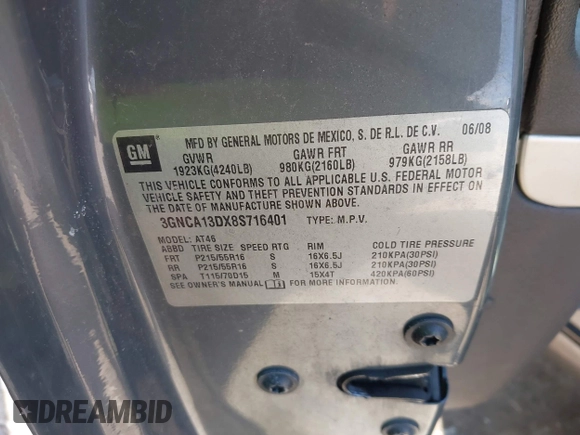 GM
MFD BY GENERAL MOTORS DE MEXICO, S. DE R.L. DE C.V. 06/08
GVWR GAWR FRT GAWR RR
1923KG(4240LB) 980KG(2160LB) 979KG(2158LB)
THIS VEHICLE CONFORMS TO ALL APPLICABLE U.S. FEDERAL MOTOR
VEHICLE SAFETY AND THEFT PREVENTION STANDARDS IN EFFECT ON
THE DATE OF MANUFACTURE SHOWN ABOVE.
3GNCA13DX8S716401 TYPE: M.P.V.
MODEL: AT46
ABBD TIRE SIZE SPEED RTG RIM COLD TIRE PRESSURE
FRT P215/55R16 S 16X6.5J 210KPA(30PSI)
RR P215/55R16 S 16X6.5J 210KPA(30PSI)
SPA T115/70D15 M 15X4T 420KPA(60PSI)
SEE OWNER'S MANUAL FOR MORE INFORMATION
DREAMBID